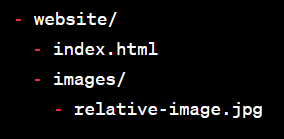 - website/
- index.html
- images/
- relative-image.jpg